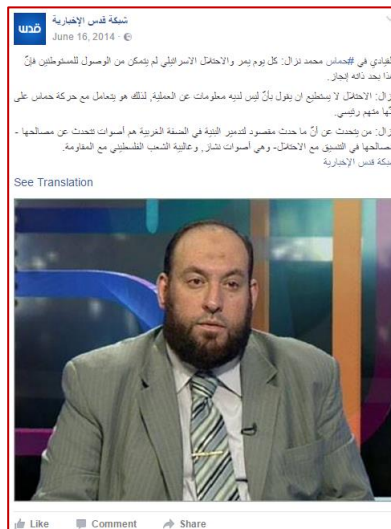 قدس
شبكة قدس الإخبارية
June 16, 2014
القيادي في #حماس محمد نزال: كل يوم يمر والاحتلال الاسرائيلي لم يتمكن من الوصول للمستوطنين فإنّ
هذا بحد ذاته إنجاز.
نزال: الاحتلال لا يستطيع ان يقول بأنّ ليس لديه معلومات عن العملية, لذلك هو يتعامل مع حركة حماس على
أنّها متهم رئيسي.
نزال: من يتحدث عن أنّ ما حدث مقصود لتدمير البنية في الضفة الغربية هم أصوات تتحدث عن مصالحها -
مصالحها في التنسيق مع الاحتلال- وهي أصوات نشاز, وغالبية الشعب الفلسطيني مع المقاومة.
شبكة قدس الإخبارية
See Translation
Like Comment Share